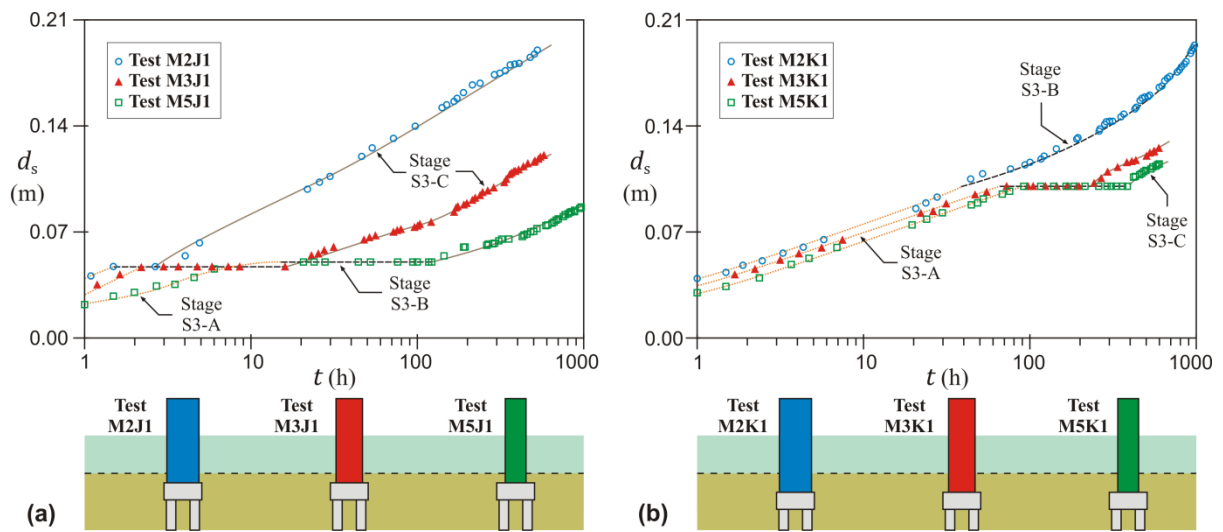 0.21
0.14
0.07
0.00
dₛ
(m)
Test M2J1
Test M3J1
Test M5J1
Stage
S3-C
Stage
S3-B
Stage
S3-A
1
10
100
1000
t (h)
Test
M2J1
Test
M3J1
Test
M5J1
(a)
0.21
0.14
0.07
0.00
dₛ
(m)
Test M2K1
Test M3K1
Test M5K1
Stage
S3-B
Stage
S3-A
Stage
S3-C
1
10
100
1000
t (h)
Test
M2K1
Test
M3K1
Test
M5K1
(b)